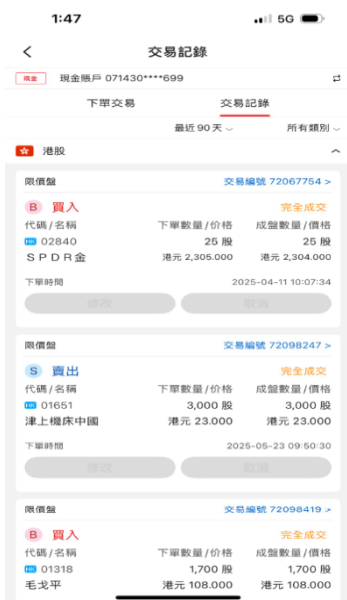 1:47 5G
交易記錄
現金 現金賬戶 071430****699
下單交易 交易記錄
最近 90 天 所有類別
港股
限價盤 交易編號 72067754 >
B 買入 完全成交
代碼/名稱 下單數量/价格 成盤數量/價格
HK 02840 25 股 25 股
ＳＰＤＲ金 港元 2,305.000 港元 2,304.000
下單時間 2025-04-11 10:07:34
修改 取消
限價盤 交易編號 72098247 >
S 賣出 完全成交
代碼/名稱 下單數量/价格 成盤數量/價格
HK 01651 3,000 股 3,000 股
津上機床中國 港元 23.000 港元 23.000
下單時間 2025-05-23 09:50:30
修改 取消
限價盤 交易編號 72098419 >
B 買入 完全成交
代碼/名稱 下單數量/价格 成盤數量/價格
HK 01318 1,700 股 1,700 股
毛戈平 港元 108.000 港元 108.000